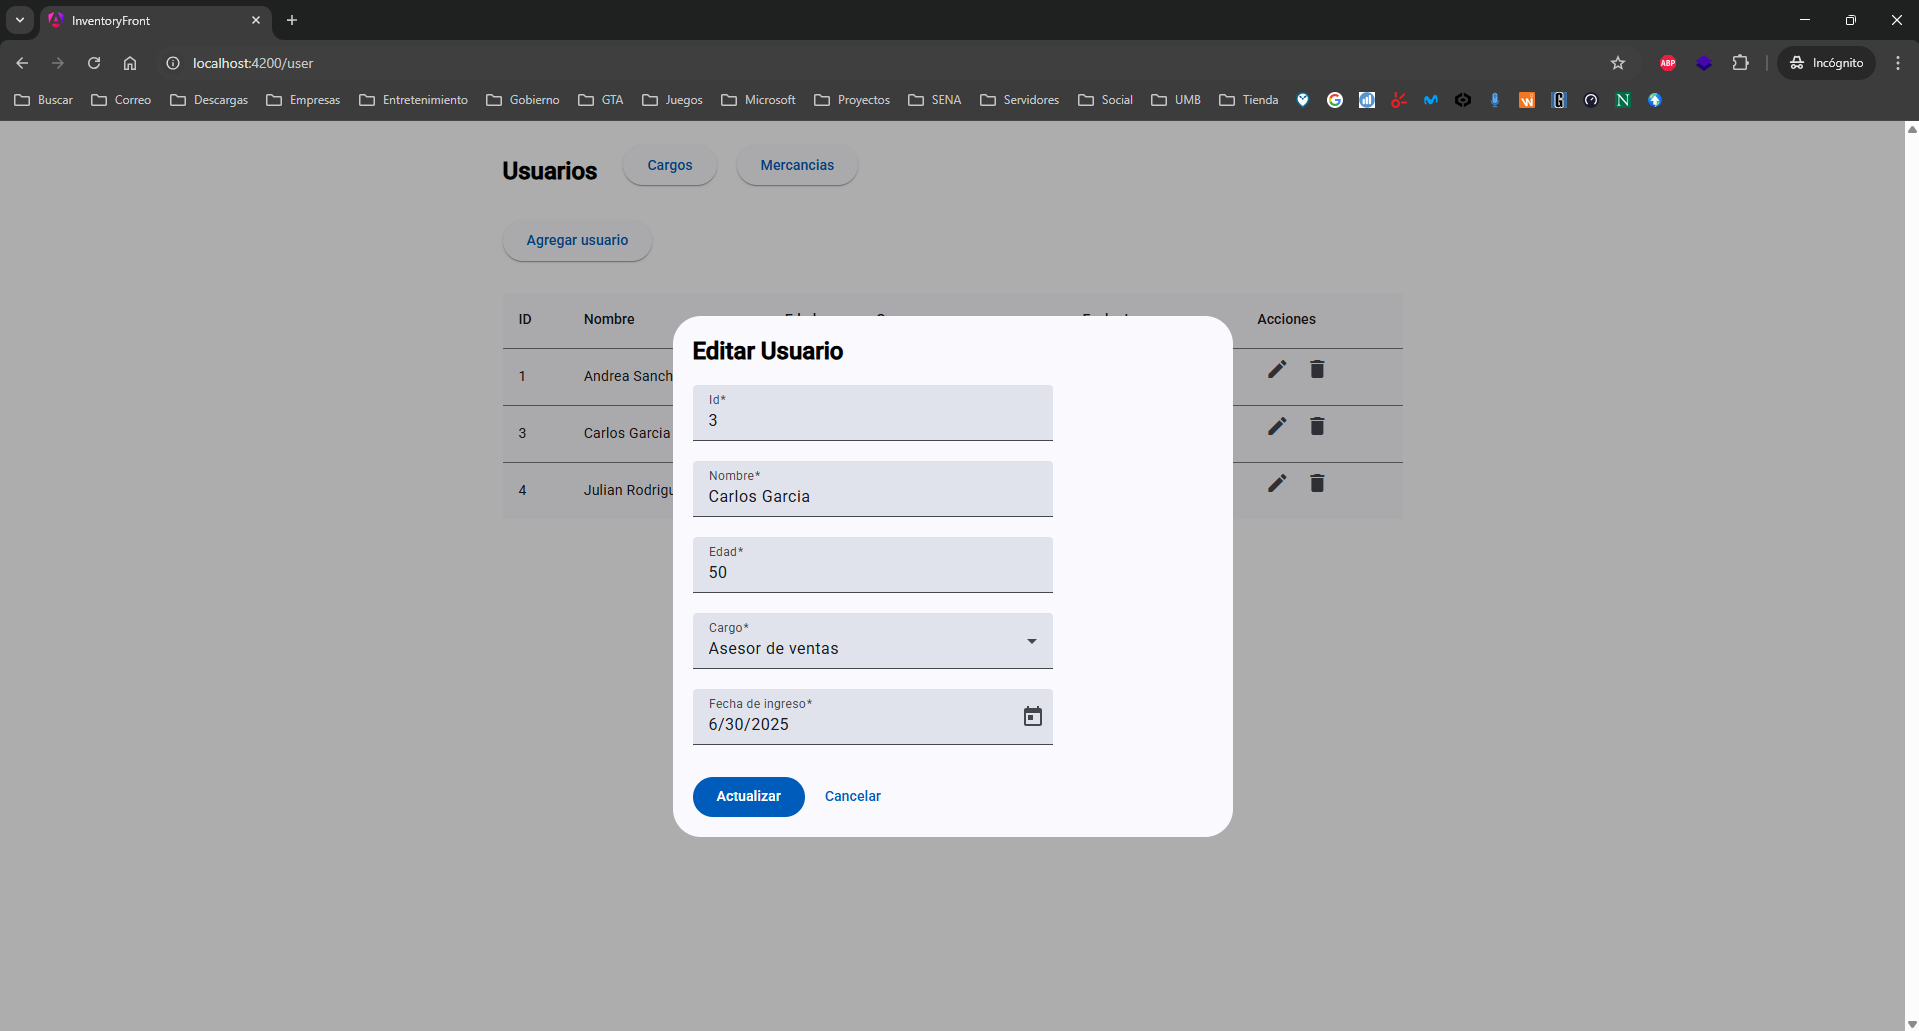 InventoryFront
localhost:4200/user
Incógnito
Buscar Correo Descargas Empresas Entretenimiento Gobierno GTA Juegos Microsoft Proyectos SENA Servidores Social UMB Tienda
Usuarios Cargos Mercancias
Agregar usuario
ID Nombre Acciones
1 Andrea Sanch
3 Carlos Garcia
4 Julian Rodrigu
Editar Usuario
Id*
3
Nombre*
Carlos Garcia
Edad*
50
Cargo*
Asesor de ventas
Fecha de ingreso*
6/30/2025
Actualizar Cancelar